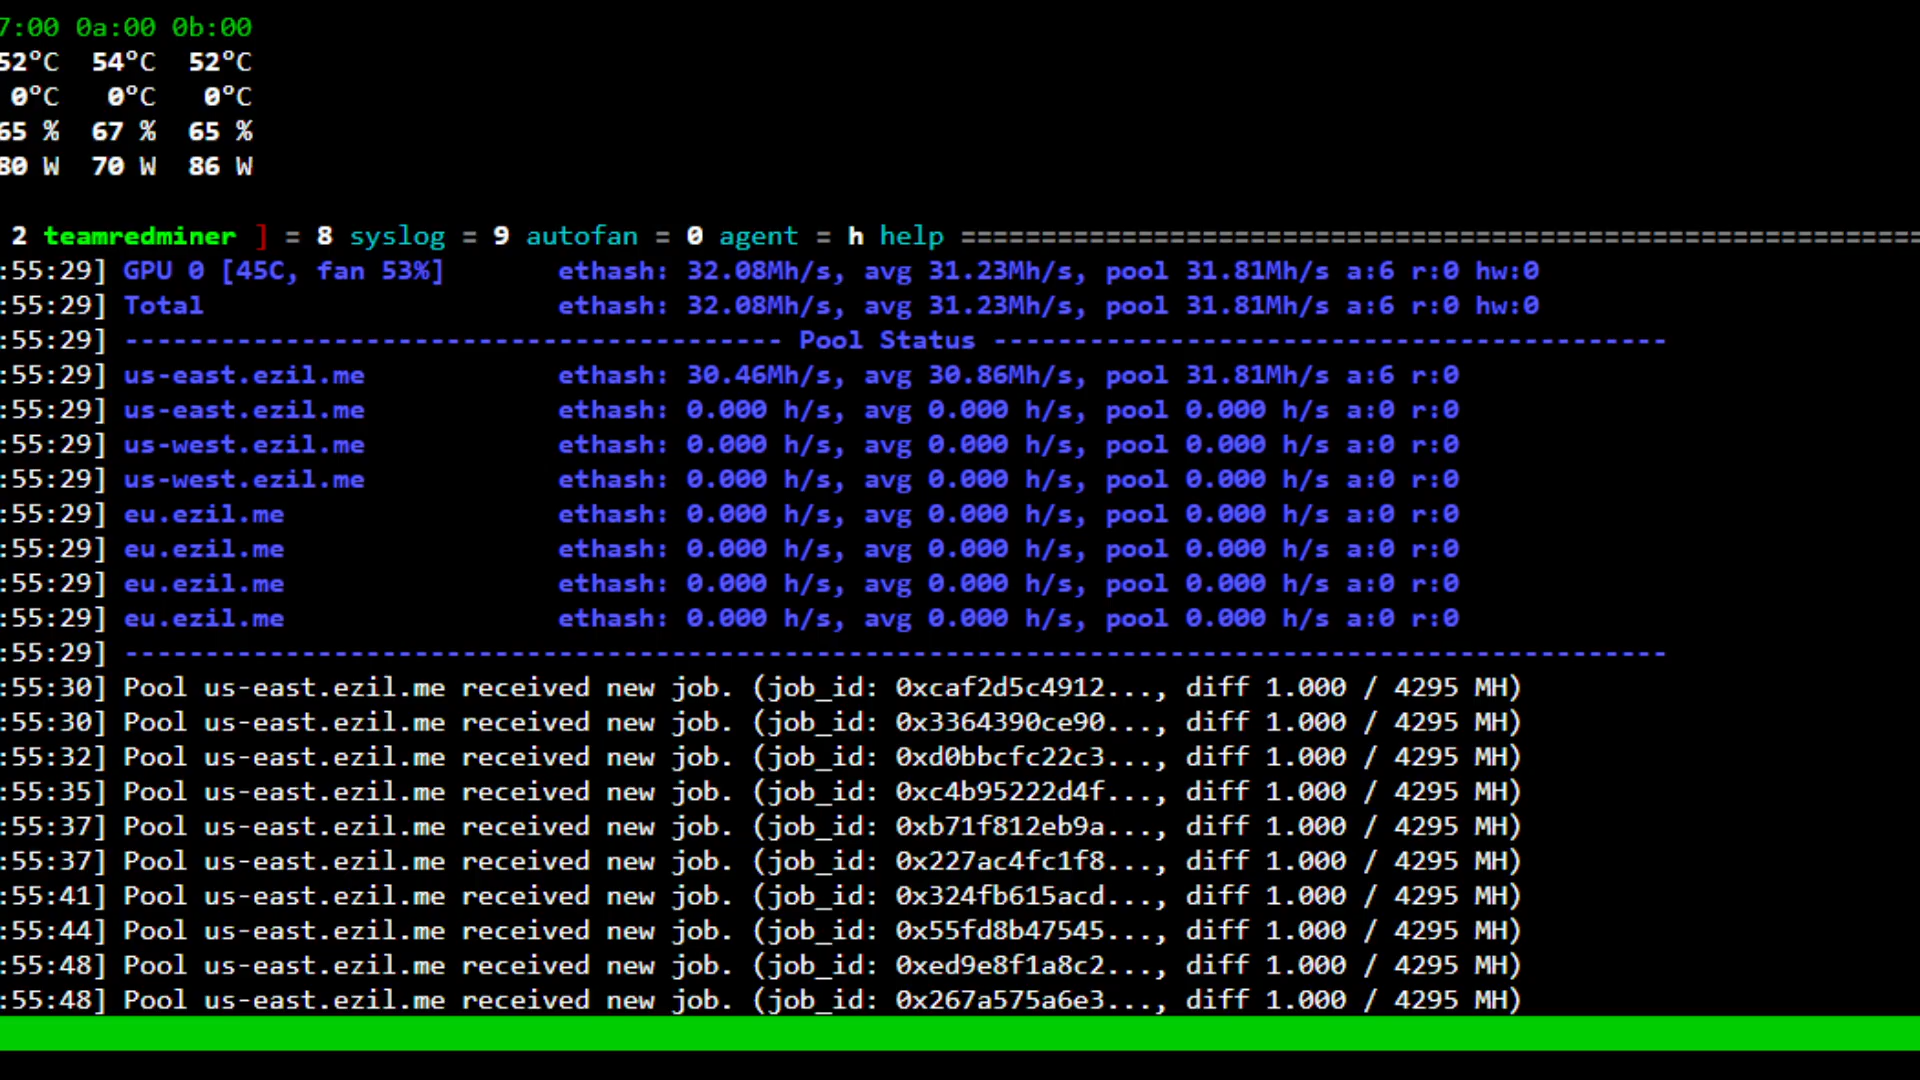 7:00 0a:00 0b:00
52°C 54°C 52°C
0°C 0°C 0°C
65 % 67 % 65 %
80 W 70 W 86 W
2 teamredminer ] = 8 syslog = 9 autofan = 0 agent = h help ============================================================
:55:29] GPU 0 [45C, fan 53%] ethash: 32.08Mh/s, avg 31.23Mh/s, pool 31.81Mh/s a:6 r:0 hw:0
:55:29] Total ethash: 32.08Mh/s, avg 31.23Mh/s, pool 31.81Mh/s a:6 r:0 hw:0
:55:29] ----------------------------------------- Pool Status ------------------------------------------
:55:29] us-east.ezil.me ethash: 30.46Mh/s, avg 30.86Mh/s, pool 31.81Mh/s a:6 r:0
:55:29] us-east.ezil.me ethash: 0.000 h/s, avg 0.000 h/s, pool 0.000 h/s a:0 r:0
:55:29] us-west.ezil.me ethash: 0.000 h/s, avg 0.000 h/s, pool 0.000 h/s a:0 r:0
:55:29] us-west.ezil.me ethash: 0.000 h/s, avg 0.000 h/s, pool 0.000 h/s a:0 r:0
:55:29] eu.ezil.me ethash: 0.000 h/s, avg 0.000 h/s, pool 0.000 h/s a:0 r:0
:55:29] eu.ezil.me ethash: 0.000 h/s, avg 0.000 h/s, pool 0.000 h/s a:0 r:0
:55:29] eu.ezil.me ethash: 0.000 h/s, avg 0.000 h/s, pool 0.000 h/s a:0 r:0
:55:29] eu.ezil.me ethash: 0.000 h/s, avg 0.000 h/s, pool 0.000 h/s a:0 r:0
:55:29] ------------------------------------------------------------------------------------------------
:55:30] Pool us-east.ezil.me received new job. (job_id: 0xcaf2d5c4912..., diff 1.000 / 4295 MH)
:55:30] Pool us-east.ezil.me received new job. (job_id: 0x3364390ce90..., diff 1.000 / 4295 MH)
:55:32] Pool us-east.ezil.me received new job. (job_id: 0xd0bbcfc22c3..., diff 1.000 / 4295 MH)
:55:35] Pool us-east.ezil.me received new job. (job_id: 0xc4b95222d4f..., diff 1.000 / 4295 MH)
:55:37] Pool us-east.ezil.me received new job. (job_id: 0xb71f812eb9a..., diff 1.000 / 4295 MH)
:55:37] Pool us-east.ezil.me received new job. (job_id: 0x227ac4fc1f8..., diff 1.000 / 4295 MH)
:55:41] Pool us-east.ezil.me received new job. (job_id: 0x324fb615acd..., diff 1.000 / 4295 MH)
:55:44] Pool us-east.ezil.me received new job. (job_id: 0x55fd8b47545..., diff 1.000 / 4295 MH)
:55:48] Pool us-east.ezil.me received new job. (job_id: 0xed9e8f1a8c2..., diff 1.000 / 4295 MH)
:55:48] Pool us-east.ezil.me received new job. (job_id: 0x267a575a6e3..., diff 1.000 / 4295 MH)